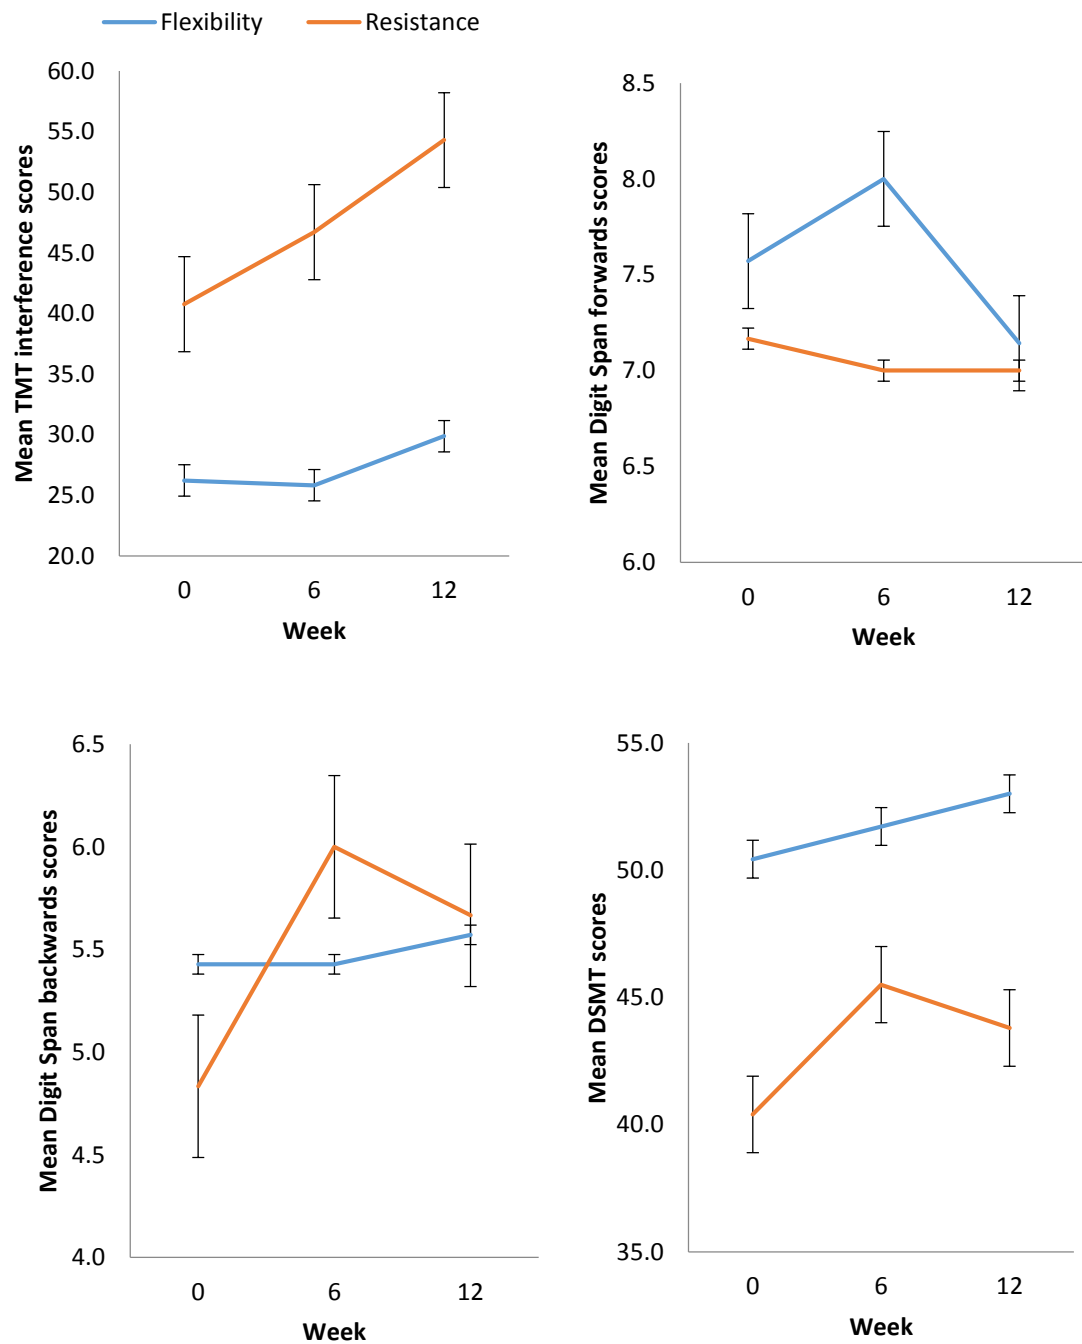 Flexibility Resistance
Mean TMT interference scores
60.0
55.0
50.0
45.0
40.0
35.0
30.0
25.0
20.0
0 6 12
Week
Mean Digit Span forwards scores
8.5
8.0
7.5
7.0
6.5
6.0
0 6 12
Week
Mean Digit Span backwards scores
6.5
6.0
5.5
5.0
4.5
4.0
0 6 12
Week
Mean DSMT scores
55.0
50.0
45.0
40.0
35.0
0 6 12
Week